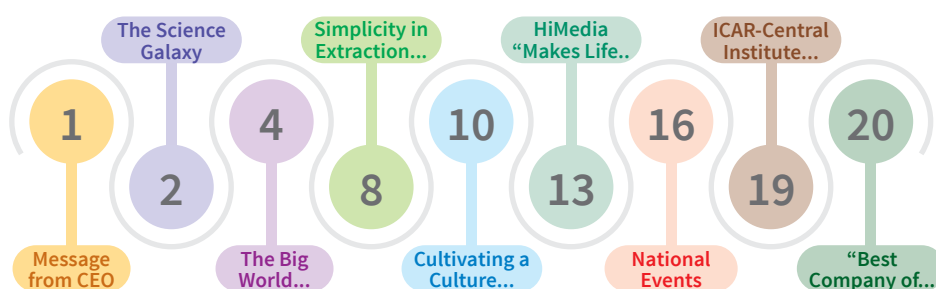 The Science
Galaxy
Simplicity in
Extraction...
HiMedia
“Makes Life..
ICAR-Central
Institute...
1
4
10
16
20
2
8
13
19
Message
from CEO
The Big
World...
Cultivating a
Culture...
National
Events
“Best
Company of...